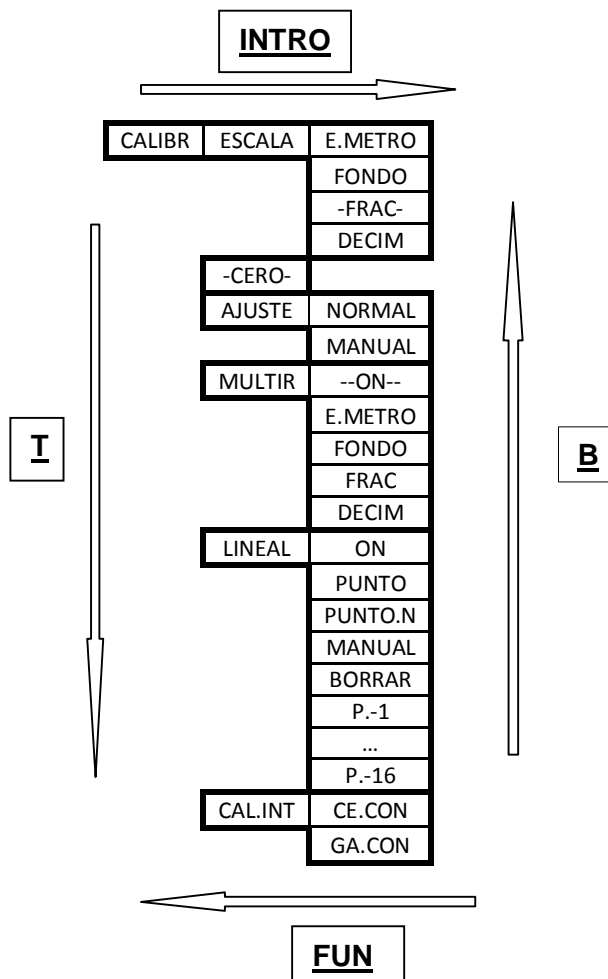 INTRO
CALIBR ESCALA E.METRO
FONDO
-FRAC-
DECIM
-CERO-
AJUSTE NORMAL
MANUAL
MULTIR --ON--
E.METRO
FONDO
T B
FRAC
DECIM
LINEAL ON
PUNTO
PUNTO.N
MANUAL
BORRAR
P.-1
...
P.-16
CAL.INT CE.CON
GA.CON
FUN